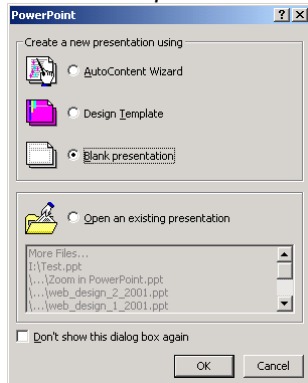 PowerPoint
Create a new presentation using
AutoContent Wizard
Design Template
Blank presentation
Open an existing presentation
More Files...
I:\Test.ppt
\...\Zoom in PowerPoint.ppt
\...\web_design_2_2001.ppt
\...\web_design_1_2001.ppt
Don't show this dialog box again
OK Cancel